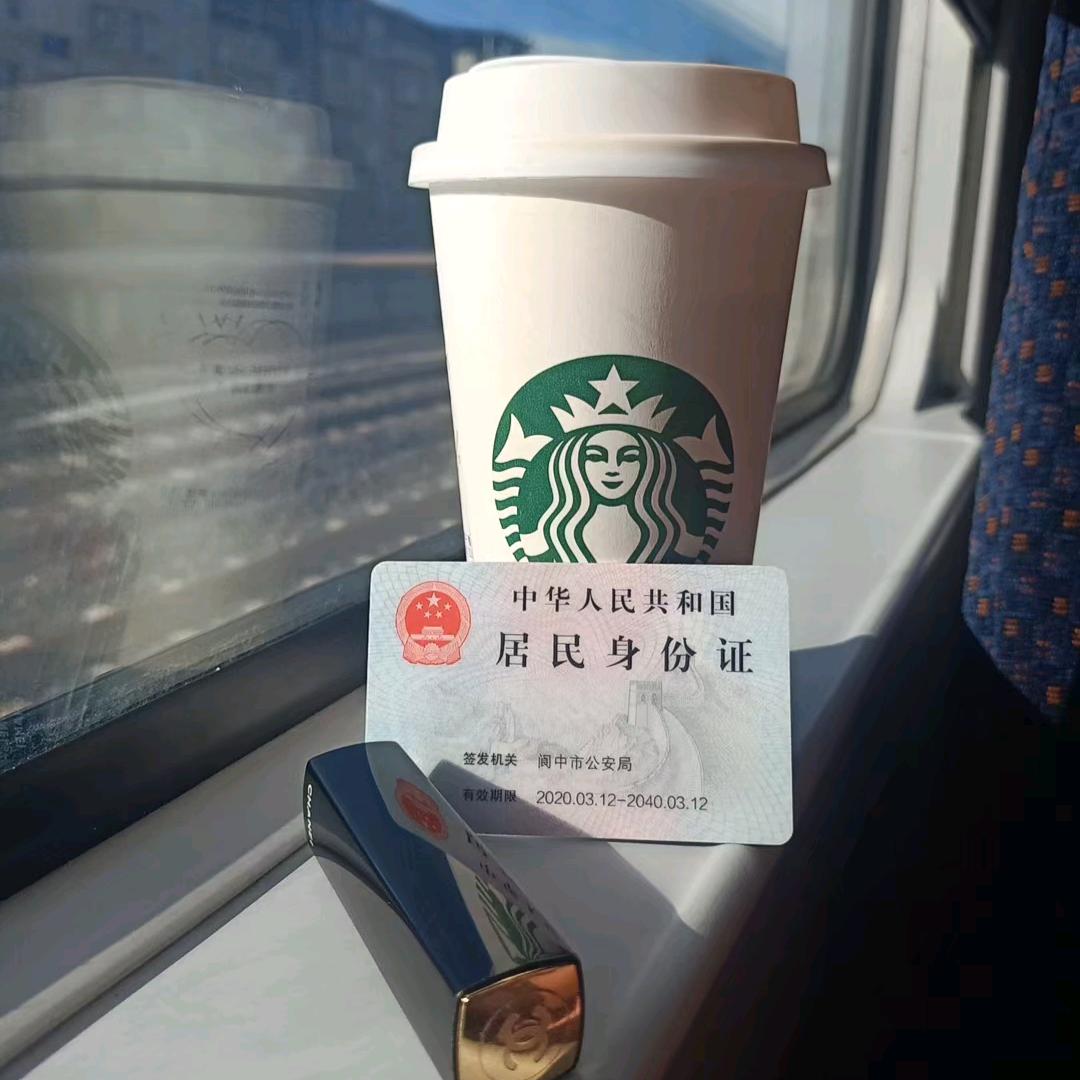 中华人民共和国
居民身份证
签发机关 阆中市公安局
有效期限 2020.03.12-2040.03.12
CHANEL